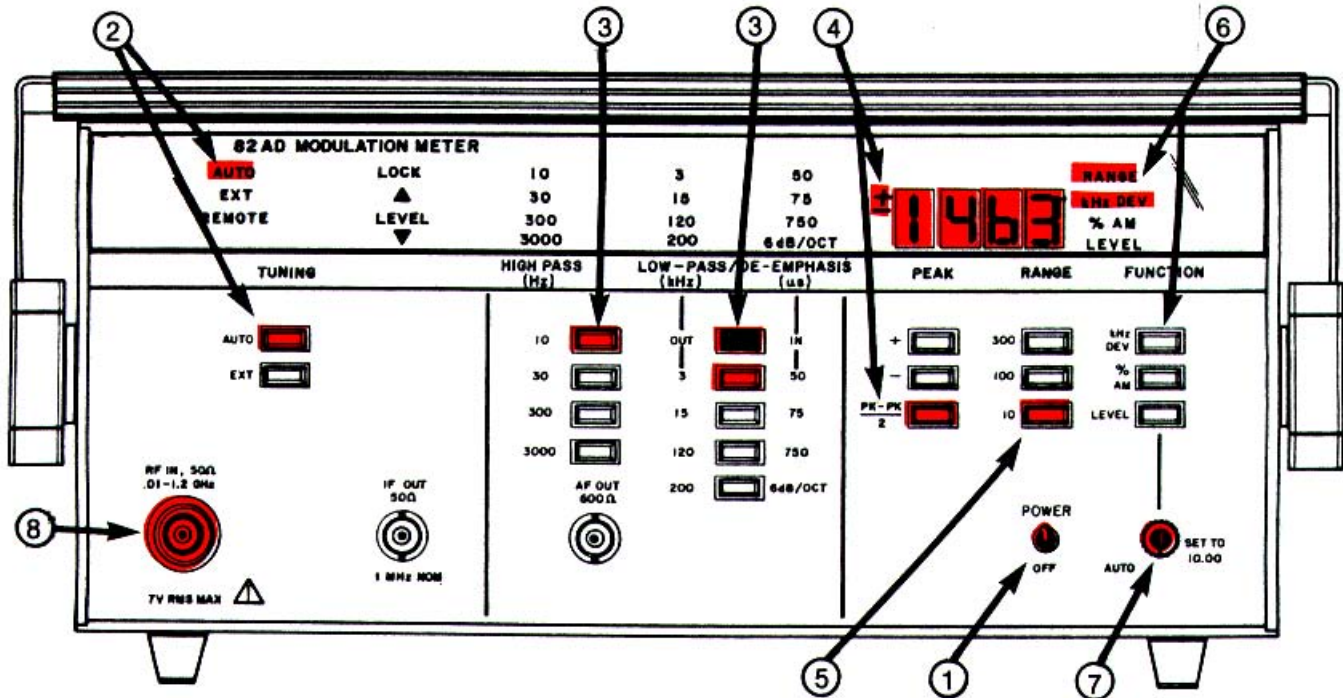 2 3 3 4 6
82AD MODULATION METER
AUTO LOCK 10 3 50 RANGE
EXT ▲ 30 15 75 ± 1463 kHz DEV
REMOTE LEVEL 300 120 750 % AM
▼ 3000 200 6dB/OCT LEVEL
TUNING HIGH PASS LOW-PASS/DE-EMPHASIS PEAK RANGE FUNCTION
(Hz) (kHz) (us)
AUTO 10 OUT IN + 300 kHz DEV
EXT 30 3 50 - 100 % AM
300 15 75 PK-PK/2 10 LEVEL
3000 120 750
RF IN, 50Ω
.01-1.2 GHz
IF OUT
50Ω
AF OUT
600Ω
200 6dB/OCT
POWER
8
7V RMS MAX
1 MHz NOM
OFF
AUTO
SET TO
10.00
5 1 7